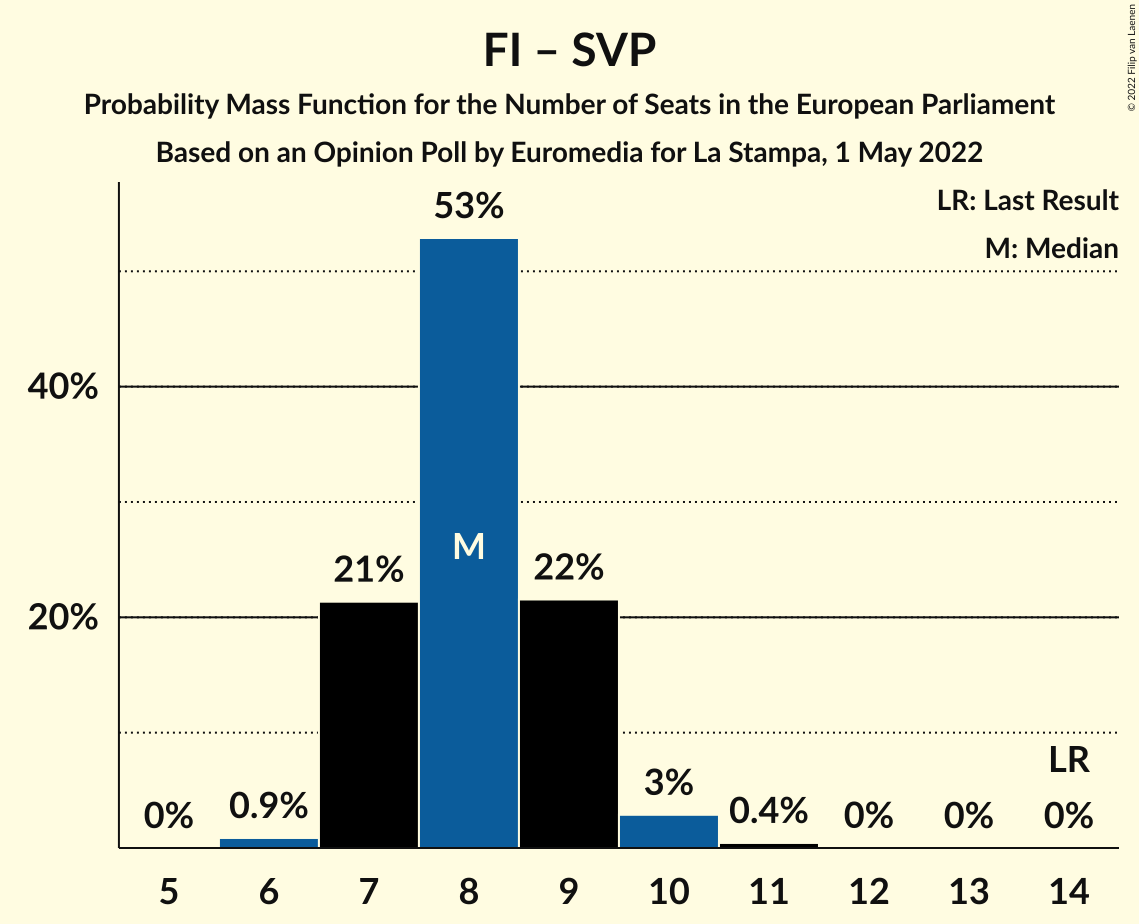 FI – SVP
Probability Mass Function for the Number of Seats in the European Parliament
Based on an Opinion Poll by Euromedia for La Stampa, 1 May 2022
© 2022 Filip van Laenen
LR: Last Result
M: Median
53%
40%
M
21%
22%
20%
LR
3%
0%
0.9%
0.4%
0%
0%
0%
5
6
7
8
9
10
11
12
13
14